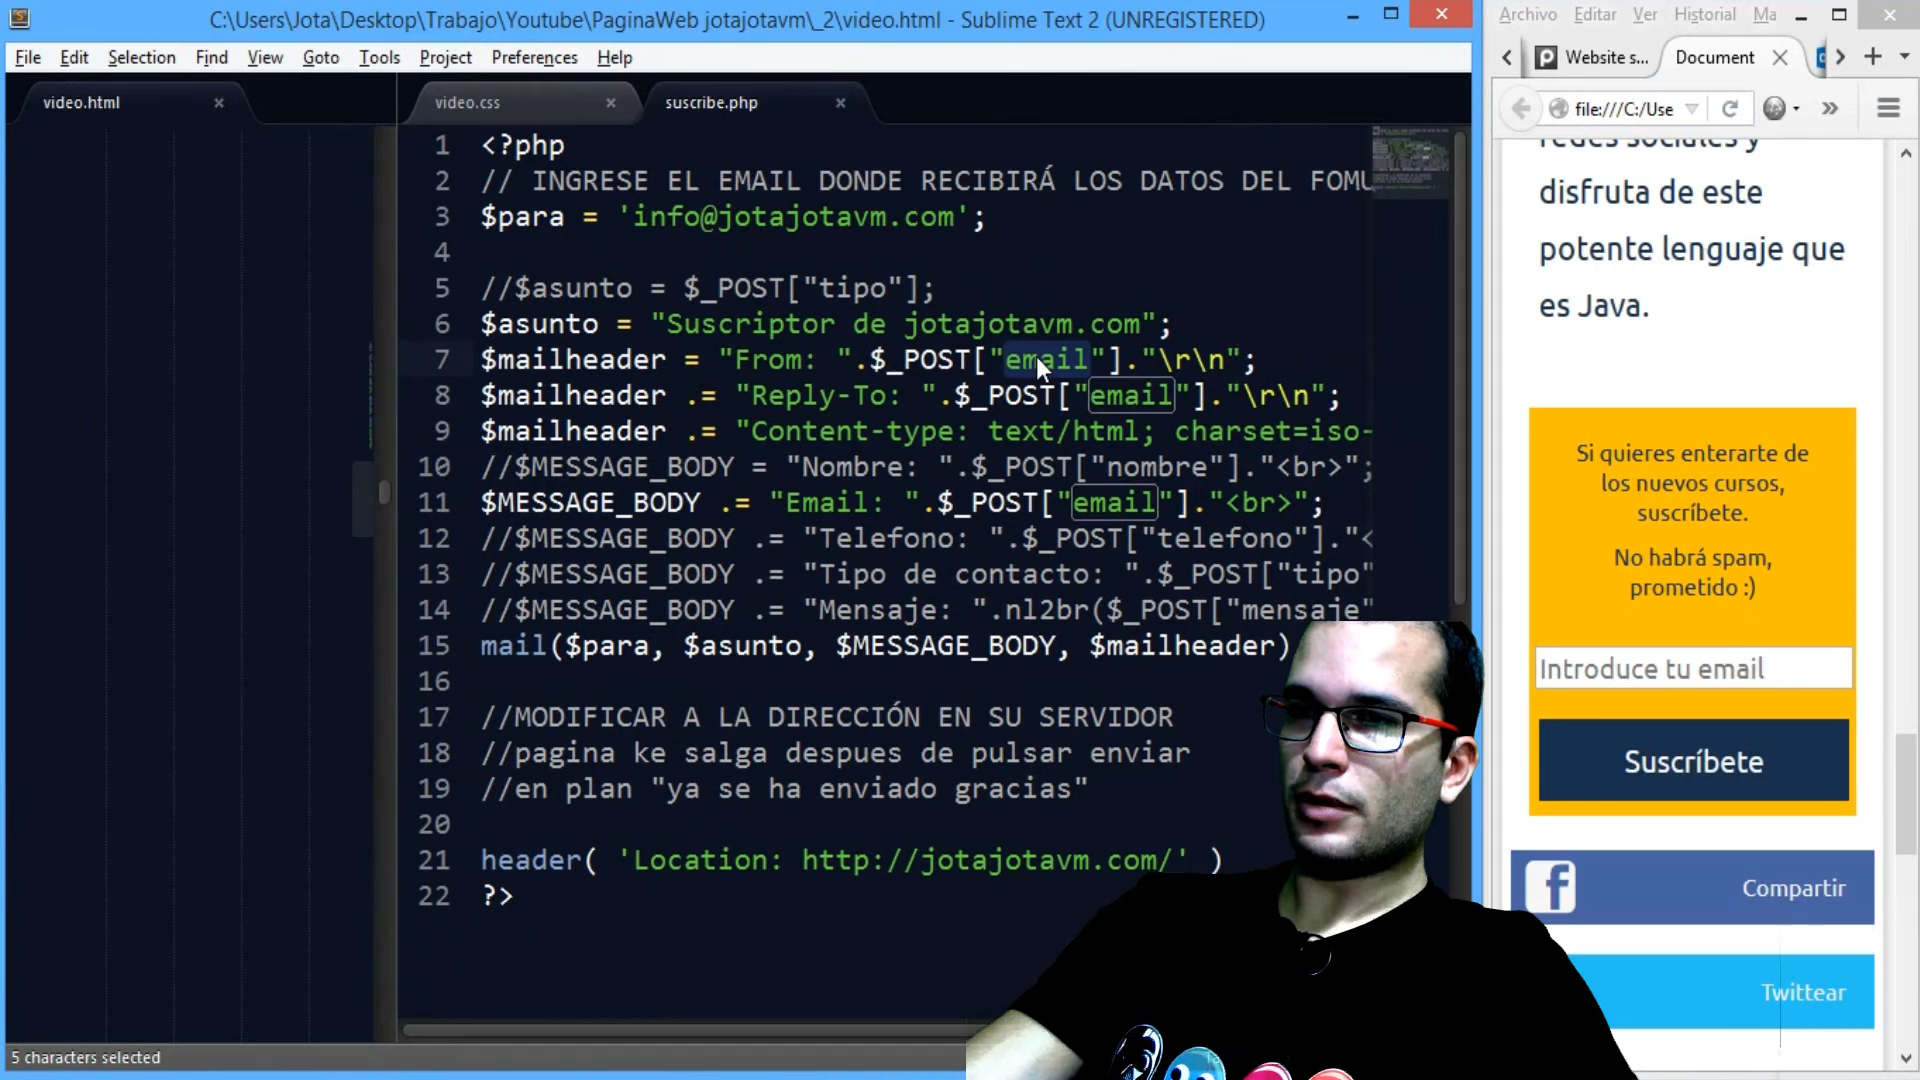 C:\Users\Jota\Desktop\Trabajo\Youtube\PaginaWeb jotajotavm\_2\video.html - Sublime Text 2 (UNREGISTERED)
File Edit Selection Find View Goto Tools Project Preferences Help
video.html
video.css suscribe.php
1 <?php
2 // INGRESE EL EMAIL DONDE RECIBIRÁ LOS DATOS DEL FOMU
3 $para = 'info@jotajotavm.com';
4
5 //$asunto = $_POST["tipo"];
6 $asunto = "Suscriptor de jotajotavm.com";
7 $mailheader = "From: ".$_POST["email"]."\r\n";
8 $mailheader .= "Reply-To: ".$_POST["email"]."\r\n";
9 $mailheader .= "Content-type: text/html; charset=iso-
10 //$MESSAGE_BODY = "Nombre: ".$_POST["nombre"]."<br>";
11 $MESSAGE_BODY .= "Email: ".$_POST["email"]."<br>";
12 //$MESSAGE_BODY .= "Telefono: ".$_POST["telefono"]."<
13 //$MESSAGE_BODY .= "Tipo de contacto: ".$_POST["tipo"
14 //$MESSAGE_BODY .= "Mensaje: ".nl2br($_POST["mensaje"
15 mail($para, $asunto, $MESSAGE_BODY, $mailheader)
16
17 //MODIFICAR A LA DIRECCIÓN EN SU SERVIDOR
18 //pagina ke salga despues de pulsar enviar
19 //en plan "ya se ha enviado gracias"
20
21 header( 'Location: http://jotajotavm.com/' )
22 ?>
5 characters selected
Archivo Editar Ver Historial Ma
Website s... Document
file:///C:/Use
redes sociales y
disfruta de este
potente lenguaje que
es Java.
Si quieres enterarte de
los nuevos cursos,
suscríbete.
No habrá spam,
prometido :)
Introduce tu email
Suscríbete
Compartir
Twittear